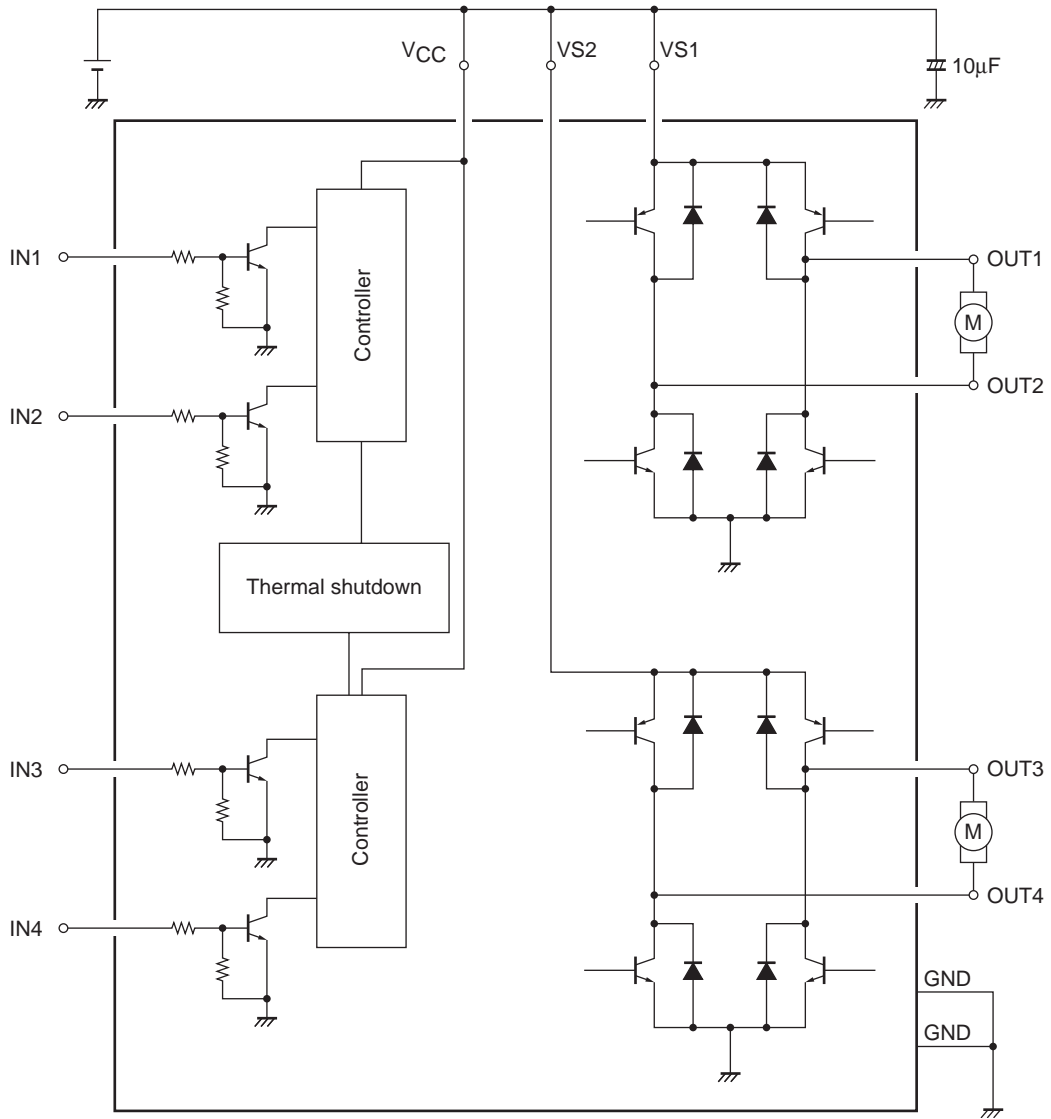 VCC
VS2
VS1
10μF
IN1
Controller
OUT1
M
OUT2
IN2
Thermal shutdown
IN3
Controller
OUT3
M
OUT4
IN4
GND
GND